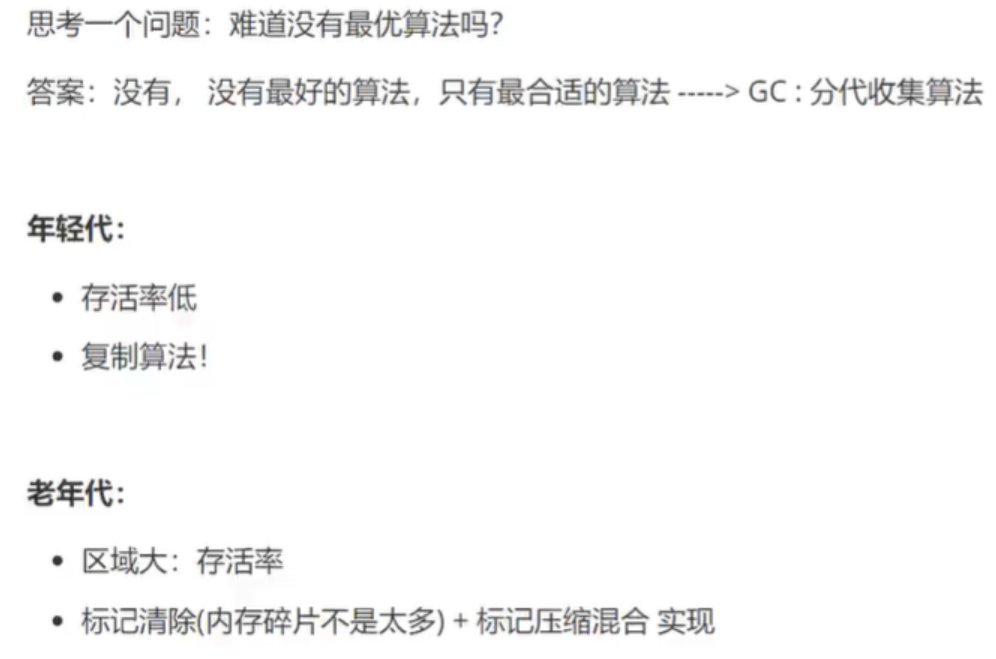 思考一个问题：难道没有最优算法吗？
答案：没有， 没有最好的算法，只有最合适的算法 -----> GC : 分代收集算法
年轻代：
• 存活率低
• 复制算法！
老年代：
• 区域大：存活率
• 标记清除(内存碎片不是太多) + 标记压缩混合 实现